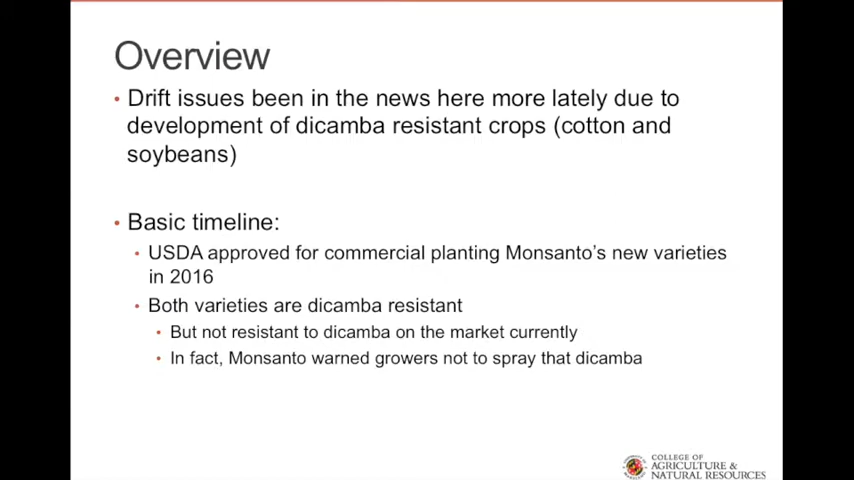 Overview
• Drift issues been in the news here more lately due to
development of dicamba resistant crops (cotton and
soybeans)
• Basic timeline:
• USDA approved for commercial planting Monsanto's new varieties
in 2016
• Both varieties are dicamba resistant
• But not resistant to dicamba on the market currently
• In fact, Monsanto warned growers not to spray that dicamba
COLLEGE OF
AGRICULTURE &
NATURAL RESOURCES